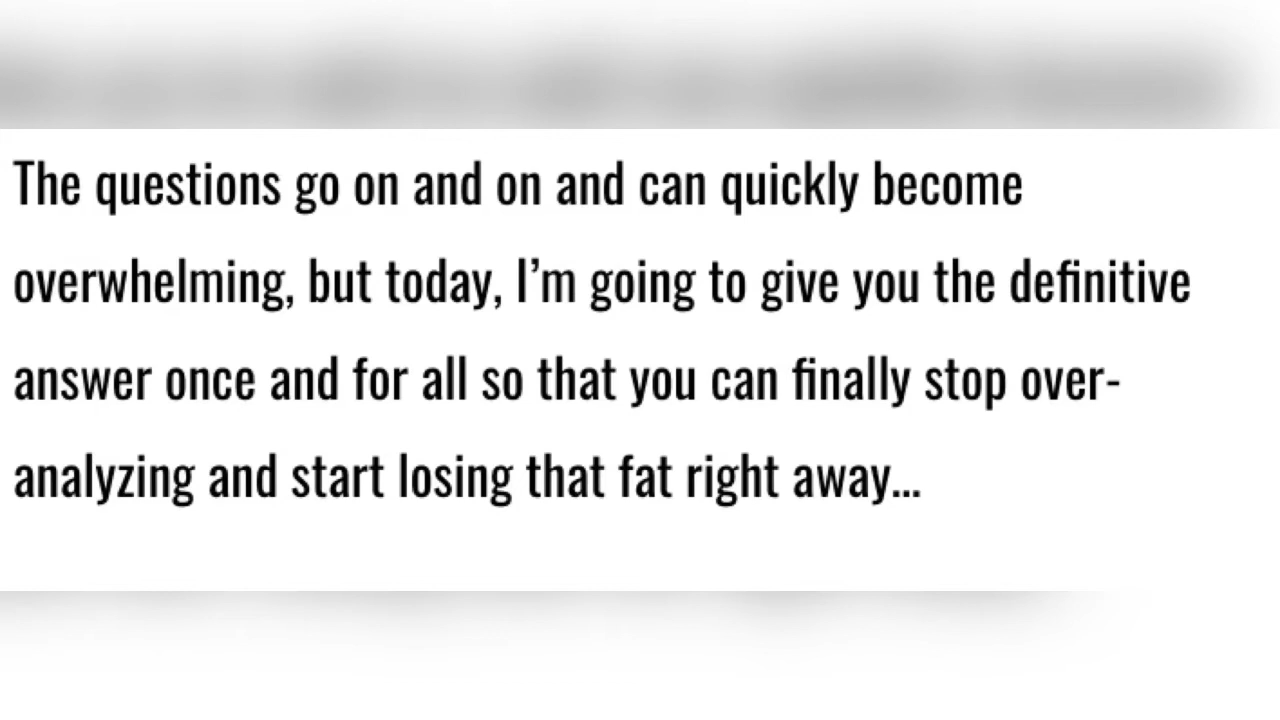 The questions go on and on and can quickly become
overwhelming, but today, I’m going to give you the definitive
answer once and for all so that you can finally stop over-
analyzing and start losing that fat right away...